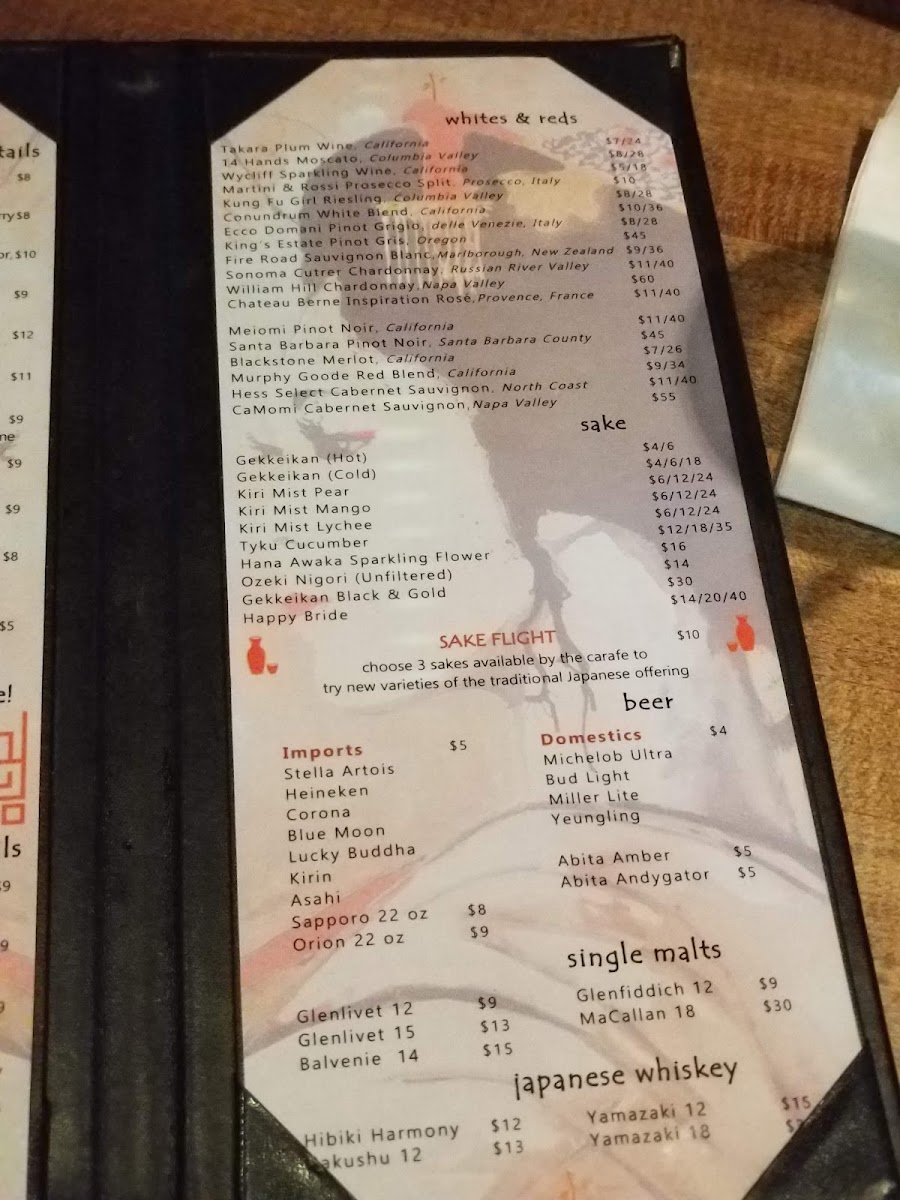 tails
$8
rry $8
or, $10
$9
$12
$11
$9
ne
$9
$9
$8
$5
e!
ls
$9
9
whites & reds
Takara Plum Wine, California $7/24
14 Hands Moscato, Columbia Valley $8/28
Wycliff Sparkling Wine, California $5/18
Martini & Rossi Prosecco Split, Prosecco, Italy $10
Kung Fu Girl Riesling, Columbia Valley $8/28
Conundrum White Blend, California $10/36
Ecco Domani Pinot Grigio, delle Venezie, Italy $8/28
King's Estate Pinot Gris, Oregon $45
Fire Road Sauvignon Blanc, Marlborough, New Zealand $9/36
Sonoma Cutrer Chardonnay, Russian River Valley $11/40
William Hill Chardonnay, Napa Valley $60
Chateau Berne Inspiration Rosé, Provence, France $11/40
Meiomi Pinot Noir, California $11/40
Santa Barbara Pinot Noir, Santa Barbara County $45
Blackstone Merlot, California $7/26
Murphy Goode Red Blend, California $9/34
Hess Select Cabernet Sauvignon, North Coast $11/40
CaMomi Cabernet Sauvignon, Napa Valley $55
sake
Gekkeikan (Hot) $4/6
Gekkeikan (Cold) $4/6/18
Kiri Mist Pear $6/12/24
Kiri Mist Mango $6/12/24
Kiri Mist Lychee $6/12/24
Tyku Cucumber $12/18/35
Hana Awaka Sparkling Flower $16
Ozeki Nigori (Unfiltered) $14
Gekkeikan Black & Gold $30
Happy Bride $14/20/40
SAKE FLIGHT $10
choose 3 sakes available by the carafe to
try new varieties of the traditional Japanese offering
beer
Imports $5
Stella Artois
Heineken
Corona
Blue Moon
Lucky Buddha
Kirin
Asahi
Sapporo 22 oz $8
Orion 22 oz $9
Domestics $4
Michelob Ultra
Bud Light
Miller Lite
Yeungling
Abita Amber $5
Abita Andygator $5
single malts
Glenlivet 12 $9
Glenlivet 15 $13
Balvenie 14 $15
Glenfiddich 12 $9
MaCallan 18 $30
japanese whiskey
Hibiki Harmony $12
akushu 12 $13
Yamazaki 12 $15
Yamazaki 18